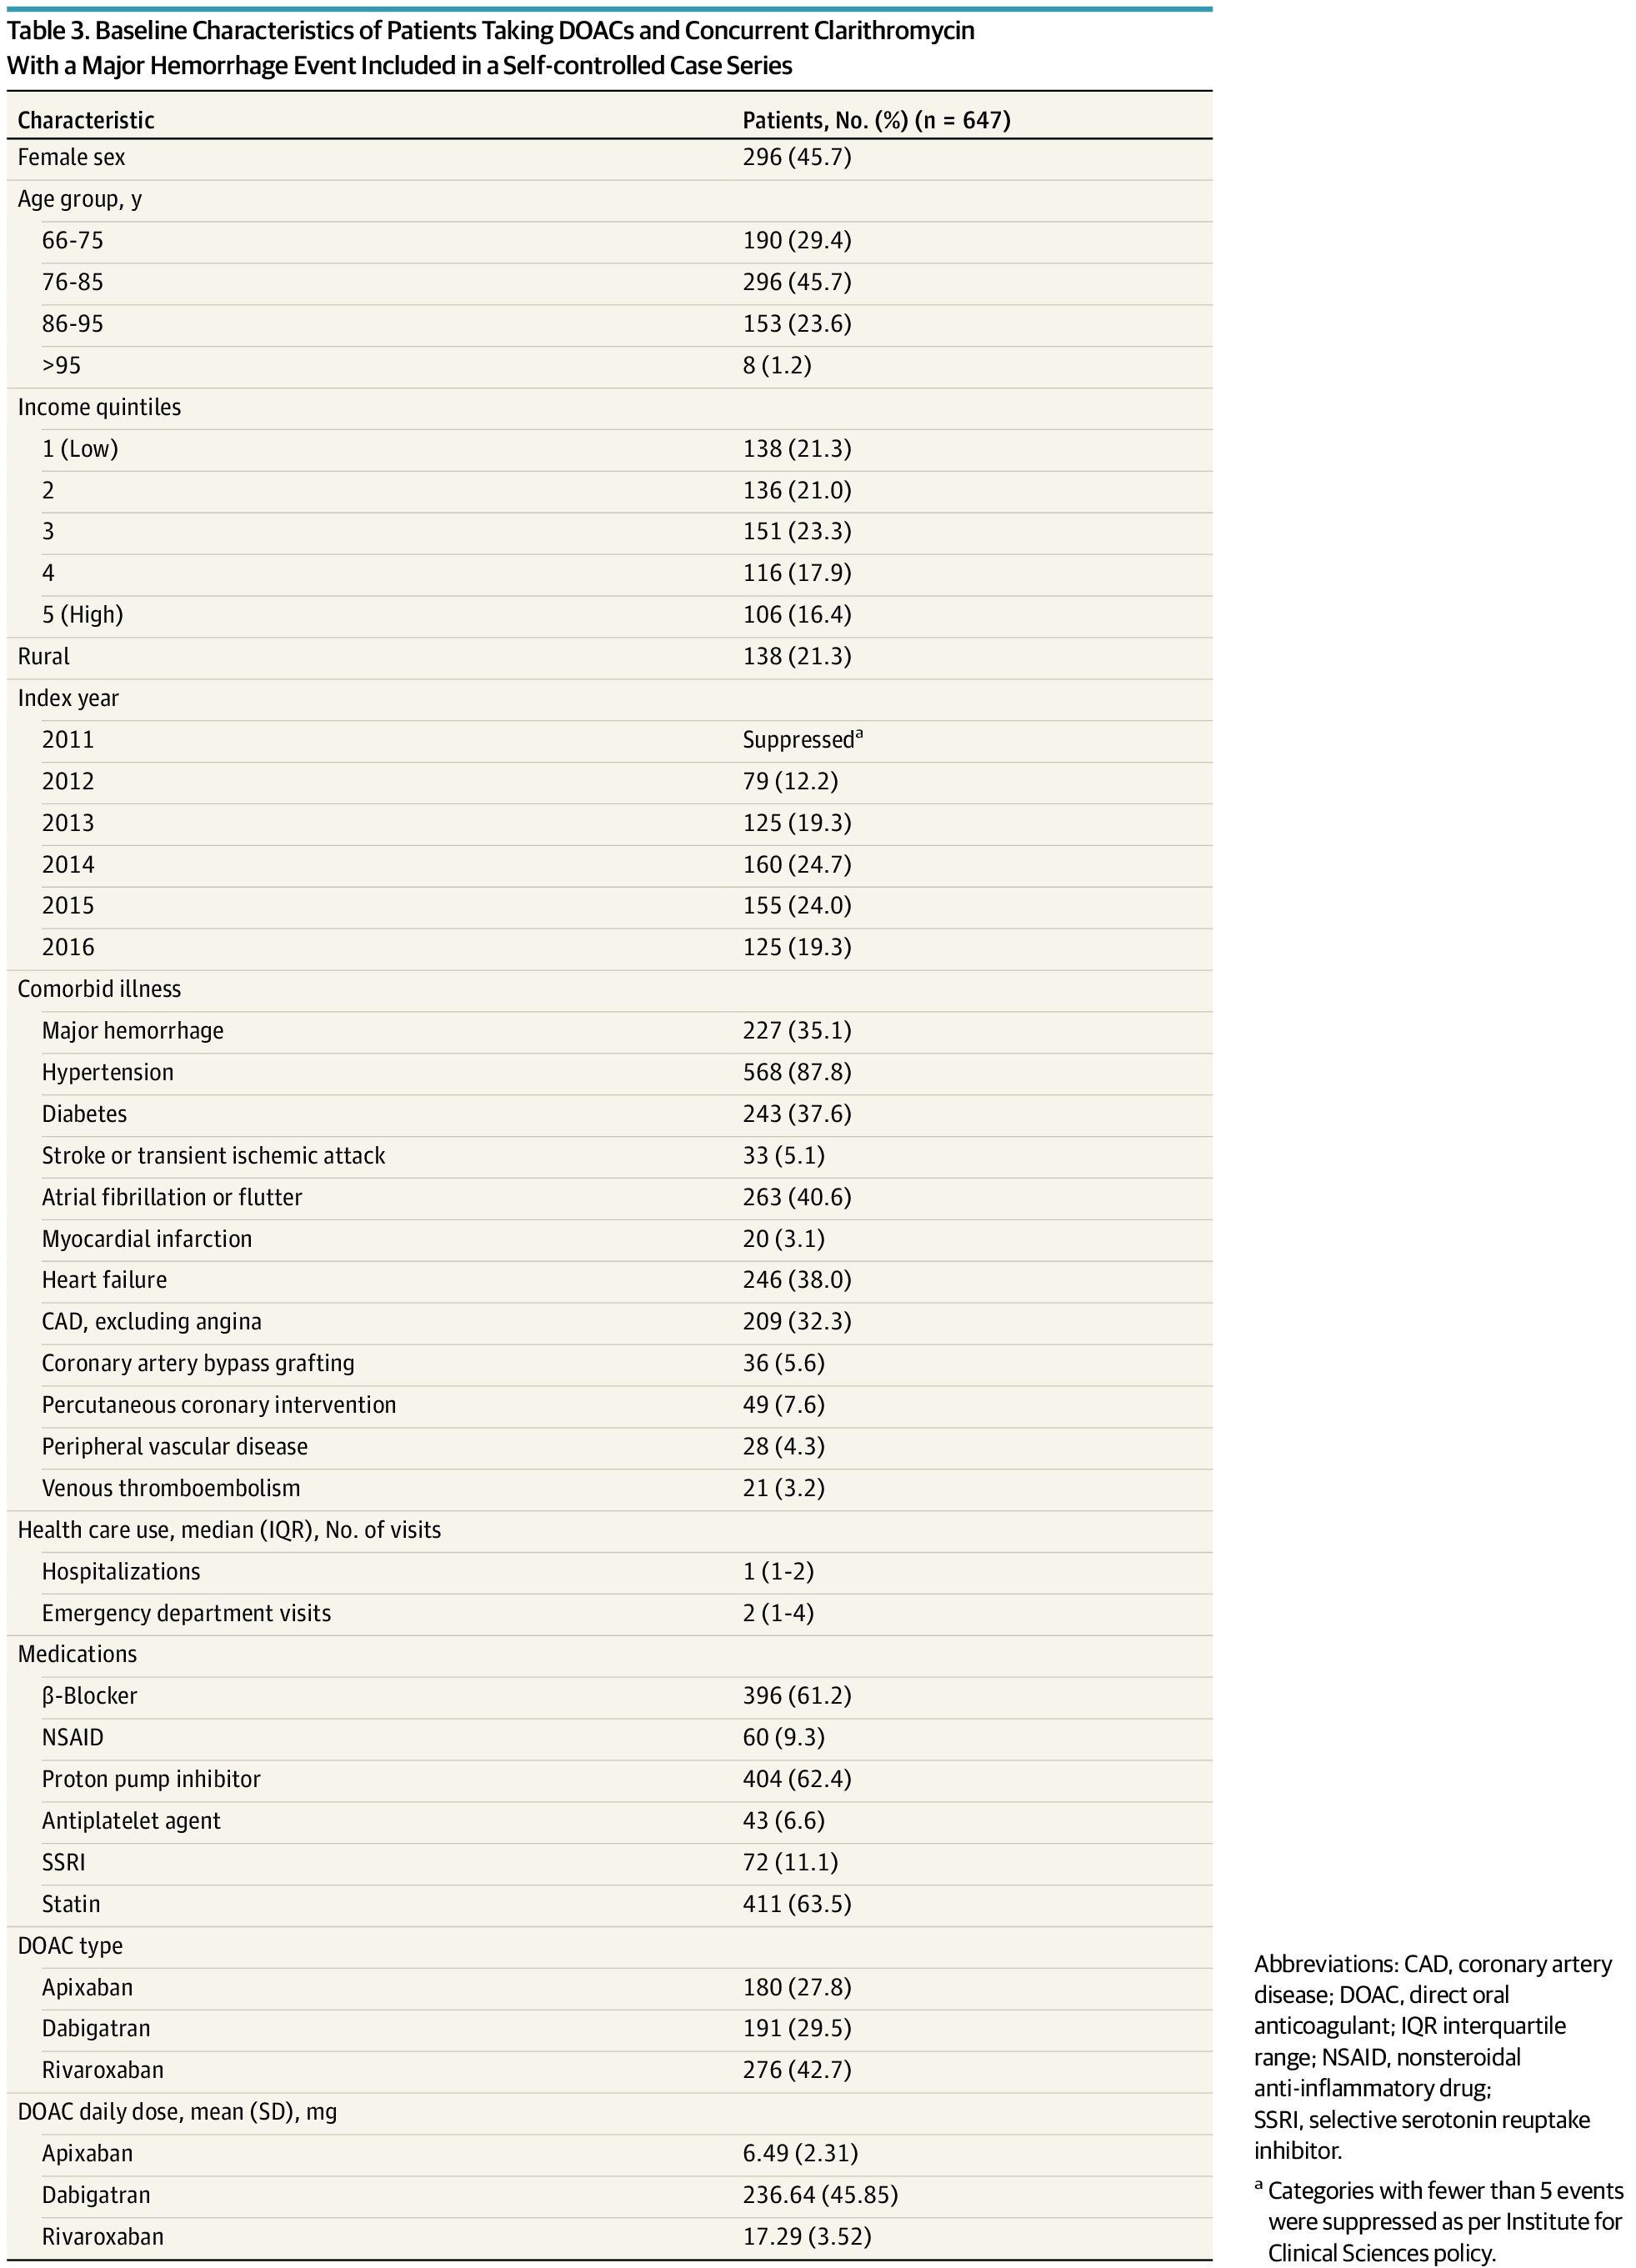 Table 3. Baseline Characteristics of Patients Taking DOACs and Concurrent Clarithromycin
With a Major Hemorrhage Event Included in a Self-controlled Case Series
Characteristic Patients, No. (%) (n = 647)
Female sex 296 (45.7)
Age group, y
66-75 190 (29.4)
76-85 296 (45.7)
86-95 153 (23.6)
>95 8 (1.2)
Income quintiles
1 (Low) 138 (21.3)
2 136 (21.0)
3 151 (23.3)
4 116 (17.9)
5 (High) 106 (16.4)
Rural 138 (21.3)
Index year
2011 Suppressedᵃ
2012 79 (12.2)
2013 125 (19.3)
2014 160 (24.7)
2015 155 (24.0)
2016 125 (19.3)
Comorbid illness
Major hemorrhage 227 (35.1)
Hypertension 568 (87.8)
Diabetes 243 (37.6)
Stroke or transient ischemic attack 33 (5.1)
Atrial fibrillation or flutter 263 (40.6)
Myocardial infarction 20 (3.1)
Heart failure 246 (38.0)
CAD, excluding angina 209 (32.3)
Coronary artery bypass grafting 36 (5.6)
Percutaneous coronary intervention 49 (7.6)
Peripheral vascular disease 28 (4.3)
Venous thromboembolism 21 (3.2)
Health care use, median (IQR), No. of visits
Hospitalizations 1 (1-2)
Emergency department visits 2 (1-4)
Medications
β-Blocker 396 (61.2)
NSAID 60 (9.3)
Proton pump inhibitor 404 (62.4)
Antiplatelet agent 43 (6.6)
SSRI 72 (11.1)
Statin 411 (63.5)
DOAC type
Apixaban 180 (27.8)
Dabigatran 191 (29.5)
Rivaroxaban 276 (42.7)
DOAC daily dose, mean (SD), mg
Apixaban 6.49 (2.31)
Dabigatran 236.64 (45.85)
Rivaroxaban 17.29 (3.52)
Abbreviations: CAD, coronary artery
disease; DOAC, direct oral
anticoagulant; IQR interquartile
range; NSAID, nonsteroidal
anti-inflammatory drug;
SSRI, selective serotonin reuptake
inhibitor.
ᵃ Categories with fewer than 5 events
were suppressed as per Institute for
Clinical Sciences policy.